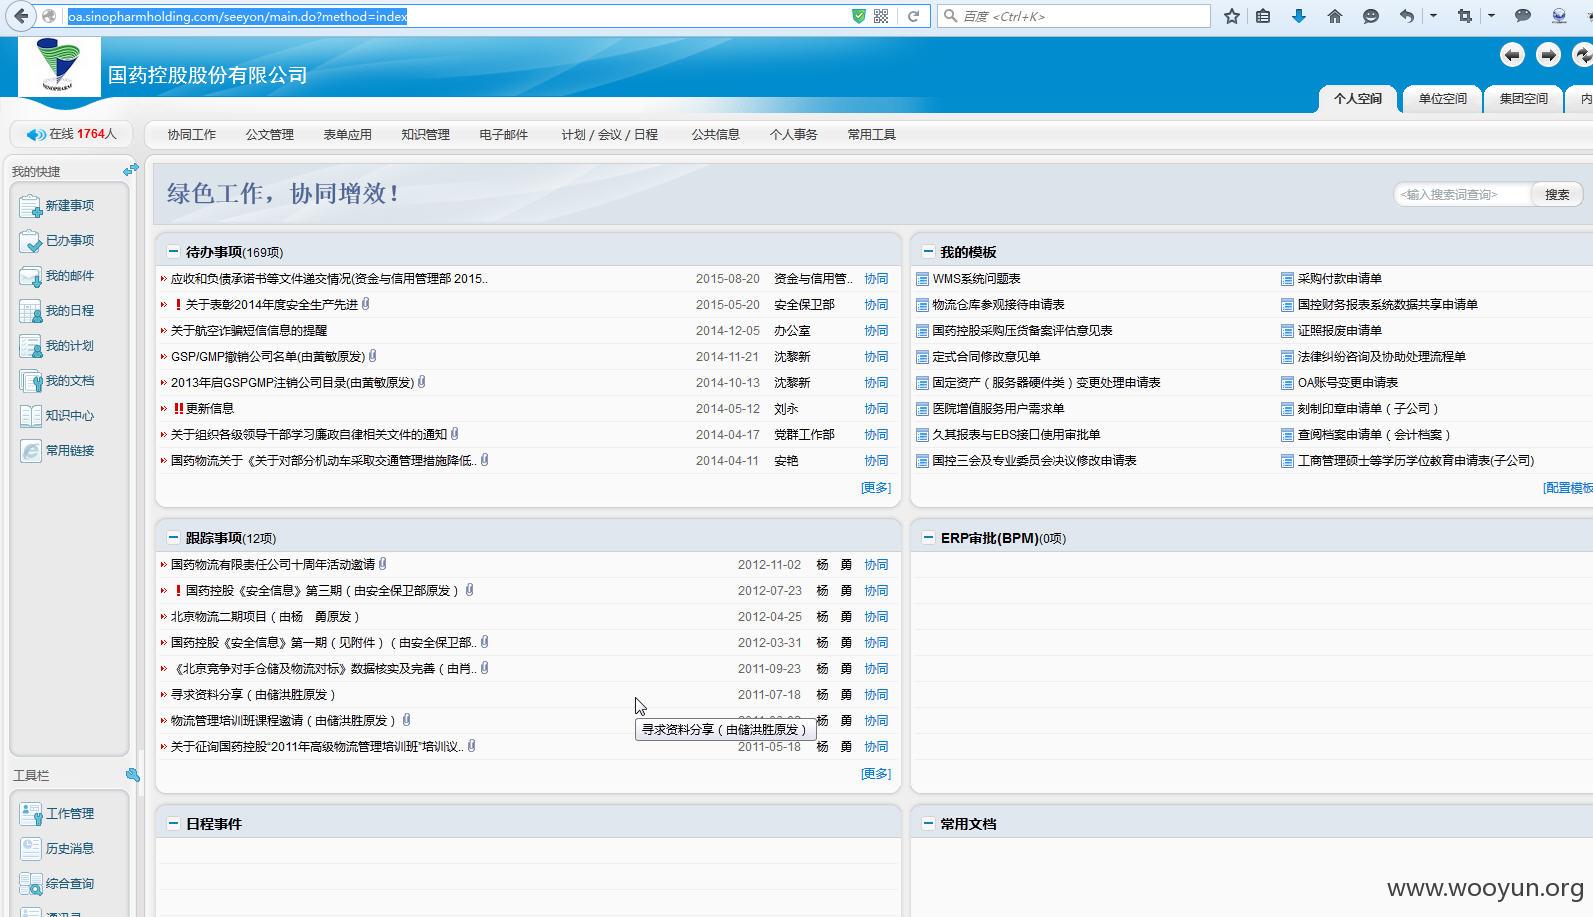 oa.sinopharmholding.com/seeyon/main.do?method=index
百度 <Ctrl+K>
SINOPHARM
国药控股股份有限公司
个人空间 单位空间 集团空间 内
在线 1764人
协同工作 公文管理 表单应用 知识管理 电子邮件 计划 / 会议 / 日程 公共信息 个人事务 常用工具
我的快捷
新建事项
已办事项
我的邮件
我的日程
我的计划
我的文档
知识中心
常用链接
工具栏
工作管理
历史消息
综合查询
绿色工作，协同增效！
<输入搜索词查询> 搜索
待办事项(169项)
应收和负债承诺书等文件递交情况(资金与信用管理部 2015.. 2015-08-20 资金与信用管.. 协同
关于表彰2014年度安全生产先进 2015-05-20 安全保卫部 协同
关于航空诈骗短信信息的提醒 2014-12-05 办公室 协同
GSP/GMP撤销公司名单(由黄敏原发) 2014-11-21 沈黎新 协同
2013年启GSPGMP注销公司目录(由黄敏原发) 2014-10-13 沈黎新 协同
更新信息 2014-05-12 刘永 协同
关于组织各级领导干部学习廉政自律相关文件的通知 2014-04-17 党群工作部 协同
国药物流关于《关于对部分机动车采取交通管理措施降低.. 2014-04-11 安艳 协同
[更多]
我的模板
WMS系统问题表 采购付款申请单
物流仓库参观接待申请表 国控财务报表系统数据共享申请单
国药控股采购压货备案评估意见表 证照报废申请单
定式合同修改意见单 法律纠纷咨询及协助处理流程单
固定资产（服务器硬件类）变更处理申请表 OA账号变更申请表
医院增值服务用户需求单 刻制印章申请单（子公司）
久其报表与EBS接口使用审批单 查阅档案申请单（会计档案）
国控三会及专业委员会决议修改申请表 工商管理硕士等学历学位教育申请表(子公司)
[配置模板
跟踪事项(12项)
国药物流有限责任公司十周年活动邀请 2012-11-02 杨 勇 协同
国药控股《安全信息》第三期（由安全保卫部原发） 2012-07-23 杨 勇 协同
北京物流二期项目（由杨 勇原发） 2012-04-25 杨 勇 协同
国药控股《安全信息》第一期（见附件）（由安全保卫部.. 2012-03-31 杨 勇 协同
《北京竞争对手仓储及物流对标》数据核实及完善（由肖.. 2011-09-23 杨 勇 协同
寻求资料分享（由储洪胜原发） 2011-07-18 杨 勇 协同
物流管理培训班课程邀请（由储洪胜原发） 杨 勇 协同
寻求资料分享（由储洪胜原发）
关于征询国药控股“2011年高级物流管理培训班”培训议.. 2011-05-18 杨 勇 协同
[更多]
ERP审批(BPM)(0项)
日程事件
常用文档
www.wooyun.org